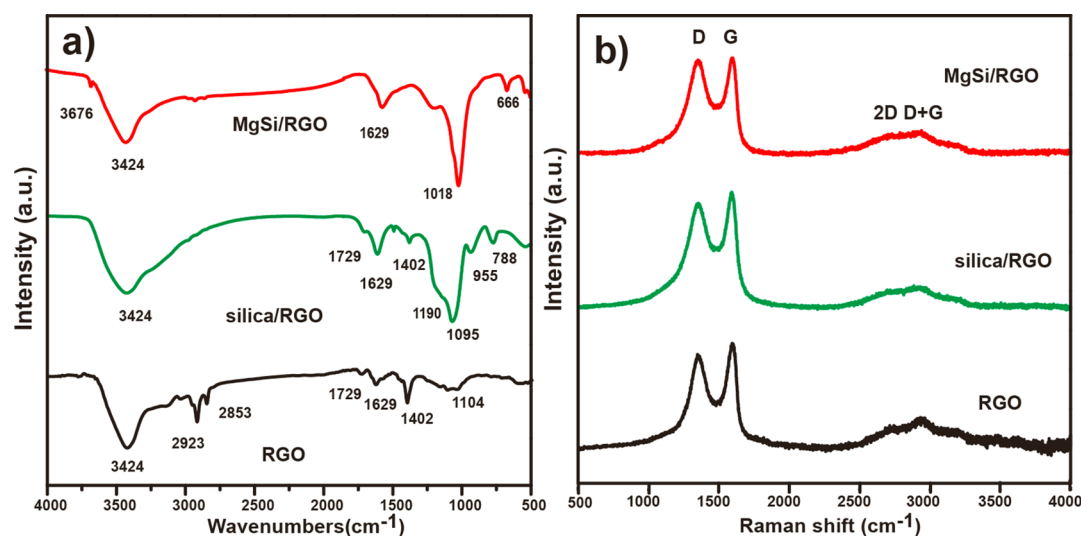 a)
3676
3424
MgSi/RGO
1629
1018
666
3424
silica/RGO
1729
1629
1402
1190
1095
955
788
3424
2923
2853
RGO
1729
1629
1402
1104
4000 3500 3000 2500 2000 1500 1000 500
Wavenumbers(cm-1)
Intensity (a.u.)
b)
D G
MgSi/RGO
2D D+G
silica/RGO
RGO
500 1000 1500 2000 2500 3000 3500 4000
Raman shift (cm-1)
Intensity (a.u.)